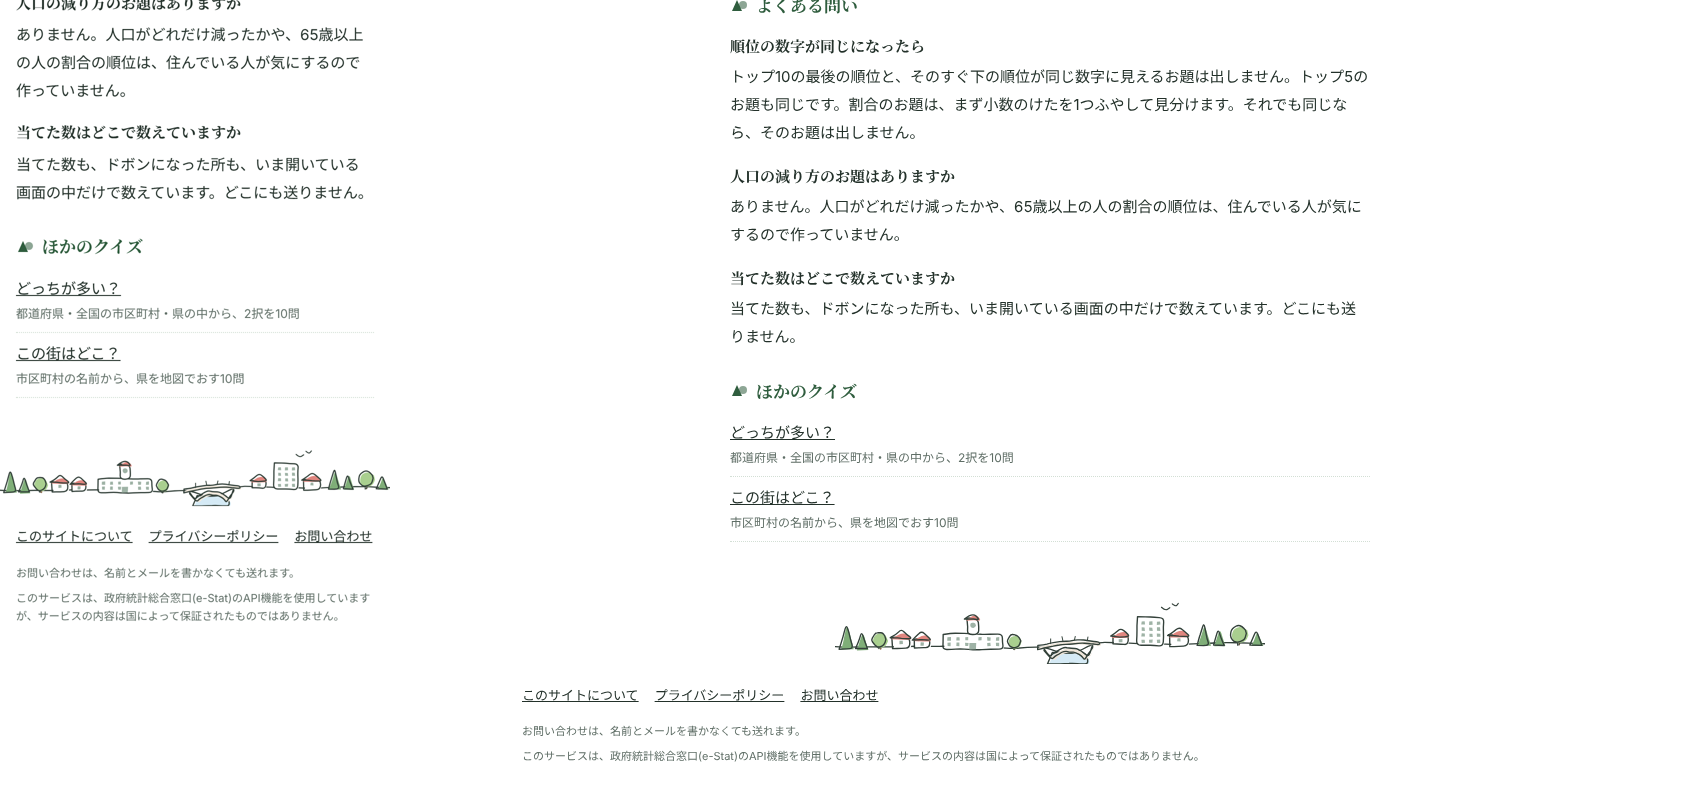 人口の減り方のお題はありますか
ありません。人口がどれだけ減ったかや、65歳以上
の人の割合の順位は、住んでいる人が気にするので
作っていません。
当てた数はどこで数えていますか
当てた数も、ドボンになった所も、いま開いている
画面の中だけで数えています。どこにも送りません。
ほかのクイズ
どっちが多い？
都道府県・全国の市区町村・県の中から、2択を10問
この街はどこ？
市区町村の名前から、県を地図でおす10問
このサイトについて プライバシーポリシー お問い合わせ
お問い合わせは、名前とメールを書かなくても送れます。
このサービスは、政府統計総合窓口(e-Stat)のAPI機能を使用しています
が、サービスの内容は国によって保証されたものではありません。
よくある問い
順位の数字が同じになったら
トップ10の最後の順位と、そのすぐ下の順位が同じ数字に見えるお題は出しません。トップ5の
お題も同じです。割合のお題は、まず小数のけたを1つふやして見分けます。それでも同じな
ら、そのお題は出しません。
人口の減り方のお題はありますか
ありません。人口がどれだけ減ったかや、65歳以上の人の割合の順位は、住んでいる人が気に
するので作っていません。
当てた数はどこで数えていますか
当てた数も、ドボンになった所も、いま開いている画面の中だけで数えています。どこにも送
りません。
ほかのクイズ
どっちが多い？
都道府県・全国の市区町村・県の中から、2択を10問
この街はどこ？
市区町村の名前から、県を地図でおす10問
このサイトについて プライバシーポリシー お問い合わせ
お問い合わせは、名前とメールを書かなくても送れます。
このサービスは、政府統計総合窓口(e-Stat)のAPI機能を使用していますが、サービスの内容は国によって保証されたものではありません。